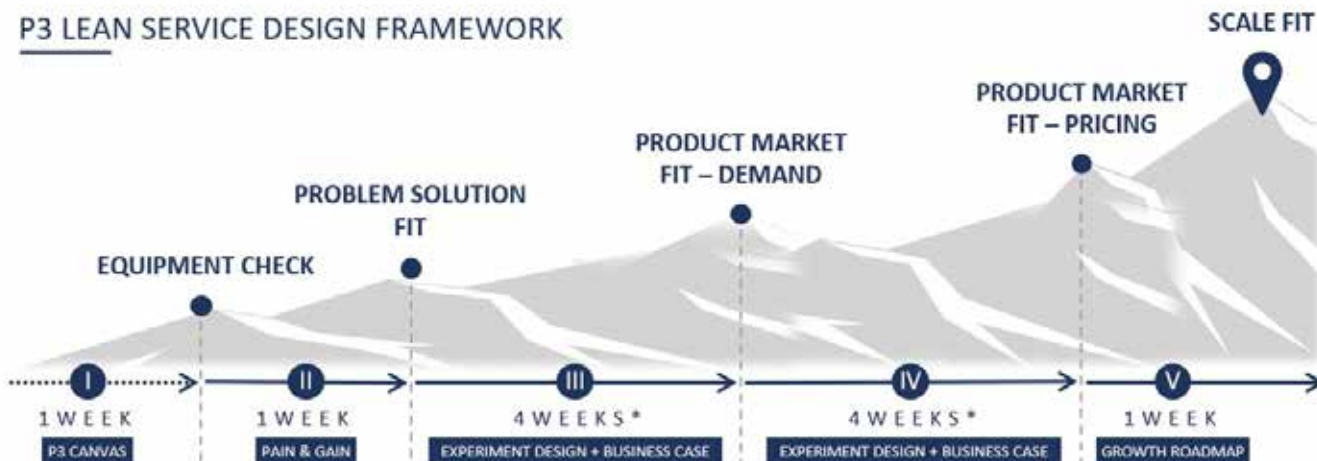 P3 LEAN SERVICE DESIGN FRAMEWORK
SCALE FIT
PRODUCT MARKET
FIT – PRICING
PRODUCT MARKET
FIT – DEMAND
PROBLEM SOLUTION
FIT
EQUIPMENT CHECK
I
II
III
IV
V
1 WEEK
1 WEEK
4 WEEKS*
4 WEEKS*
1 WEEK
P3 CANVAS
PAIN & GAIN
EXPERIMENT DESIGN + BUSINESS CASE
EXPERIMENT DESIGN + BUSINESS CASE
GROWTH ROADMAP